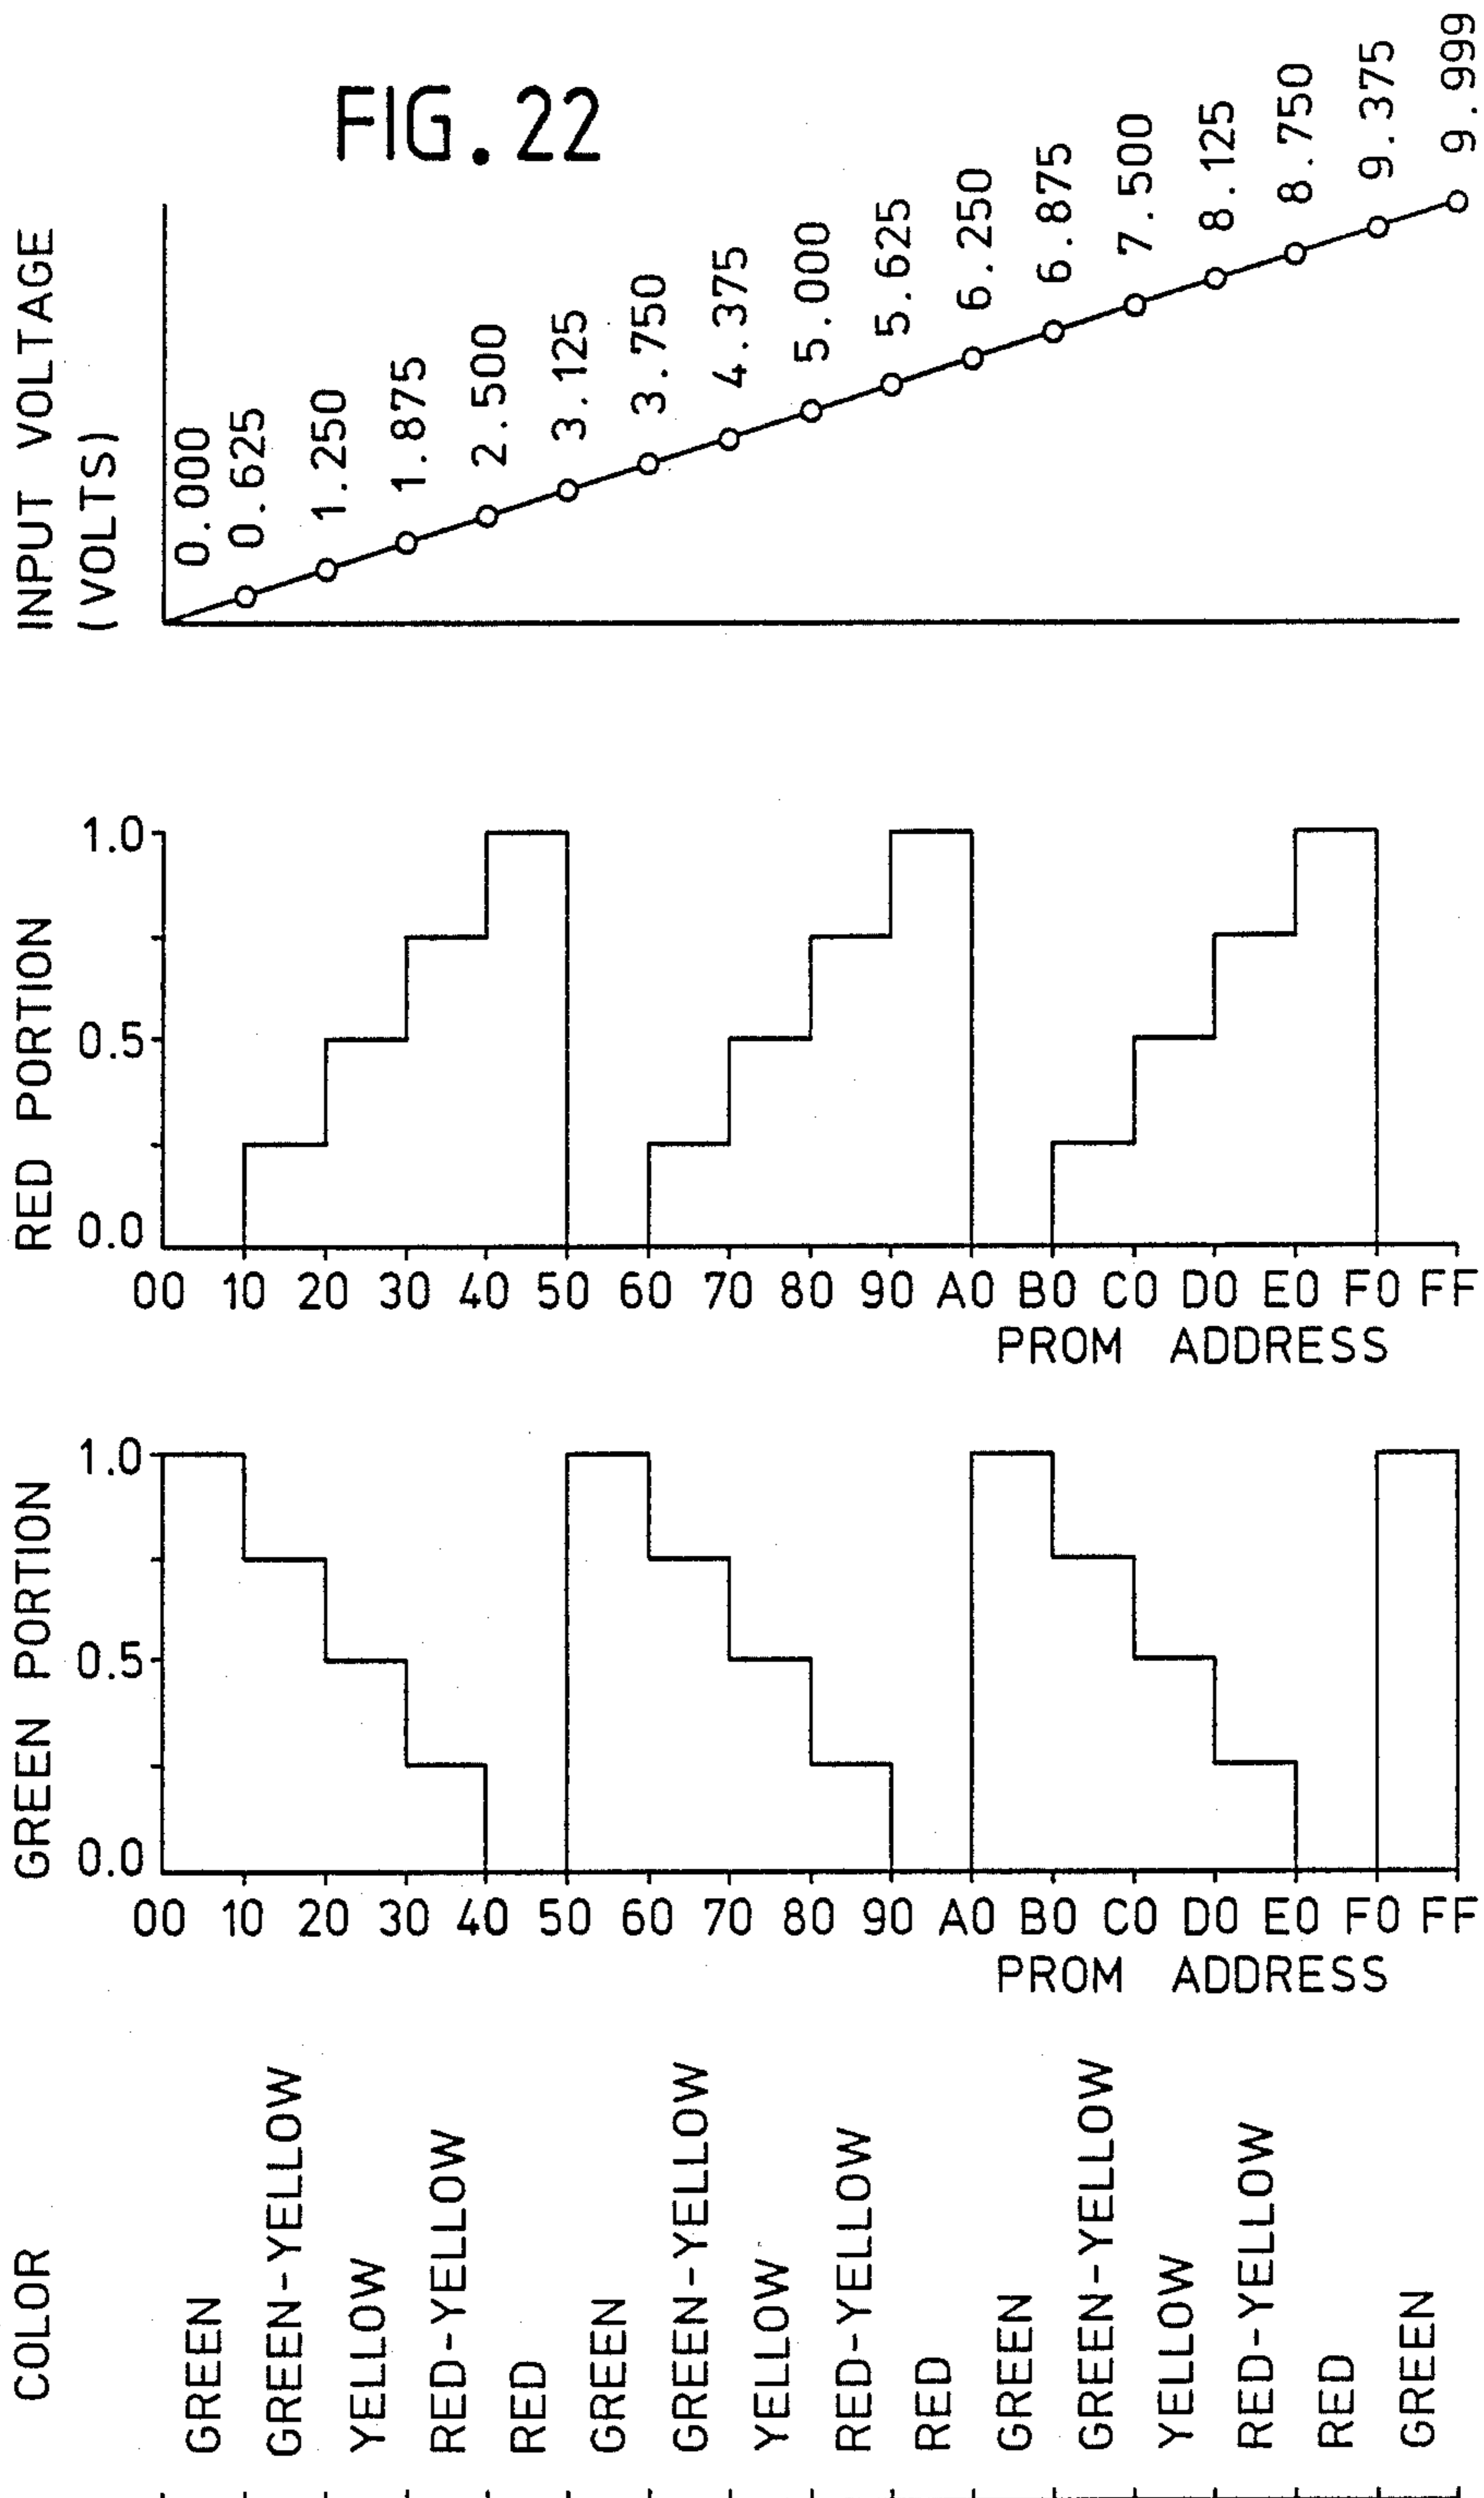 FIG. 22
INPUT VOLTAGE
(VOLTS)
0.000
0.625
1.250
1.875
2.500
3.125
3.750
4.375
5.000
5.625
6.250
6.875
7.500
8.125
8.750
9.375
9.999
RED PORTION
1.0
0.5
0.0
00 10 20 30 40 50 60 70 80 90 A0 B0 C0 D0 E0 F0 FF
PROM ADDRESS
GREEN PORTION
1.0
0.5
0.0
00 10 20 30 40 50 60 70 80 90 A0 B0 C0 D0 E0 F0 FF
PROM ADDRESS
COLOR
GREEN
GREEN-YELLOW
YELLOW
RED-YELLOW
RED
GREEN
GREEN-YELLOW
YELLOW
RED-YELLOW
RED
GREEN
GREEN-YELLOW
YELLOW
RED-YELLOW
RED
GREEN